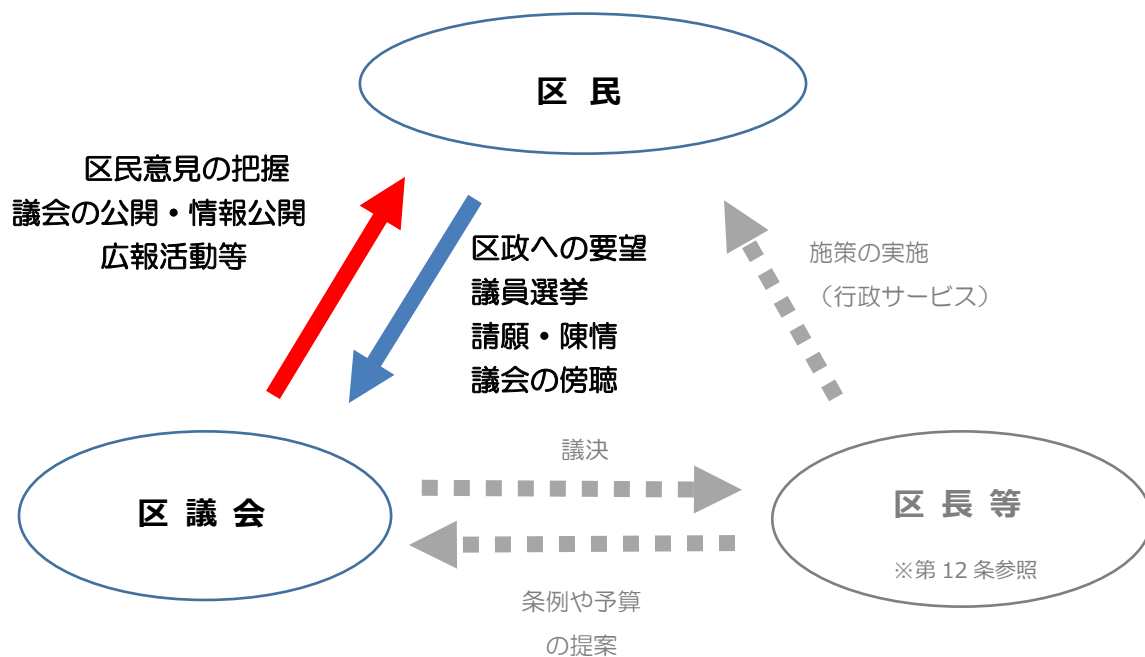 区 民
区民意見の把握
議会の公開・情報公開
広報活動等
区政への要望
議員選挙
請願・陳情
議会の傍聴
施策の実施
（行政サービス）
区 議 会
議決
条例や予算
の提案
区 長 等
※第 12 条参照